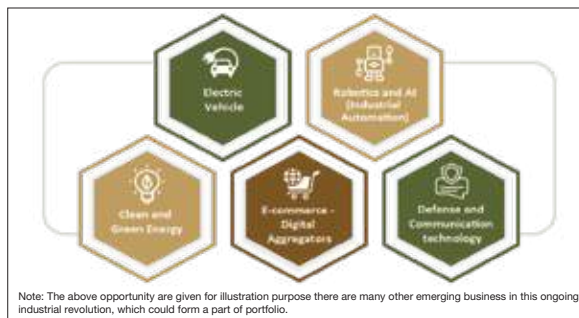 Electric
Vehicle
Robotics and AI
(Industrial
Automation)
Clean and
Green Energy
E-commerce -
Digital
Aggregators
Defense and
Communication
technology
Note: The above opportunity are given for illustration purpose there are many other emerging business in this ongoing
industrial revolution, which could form a part of portfolio.